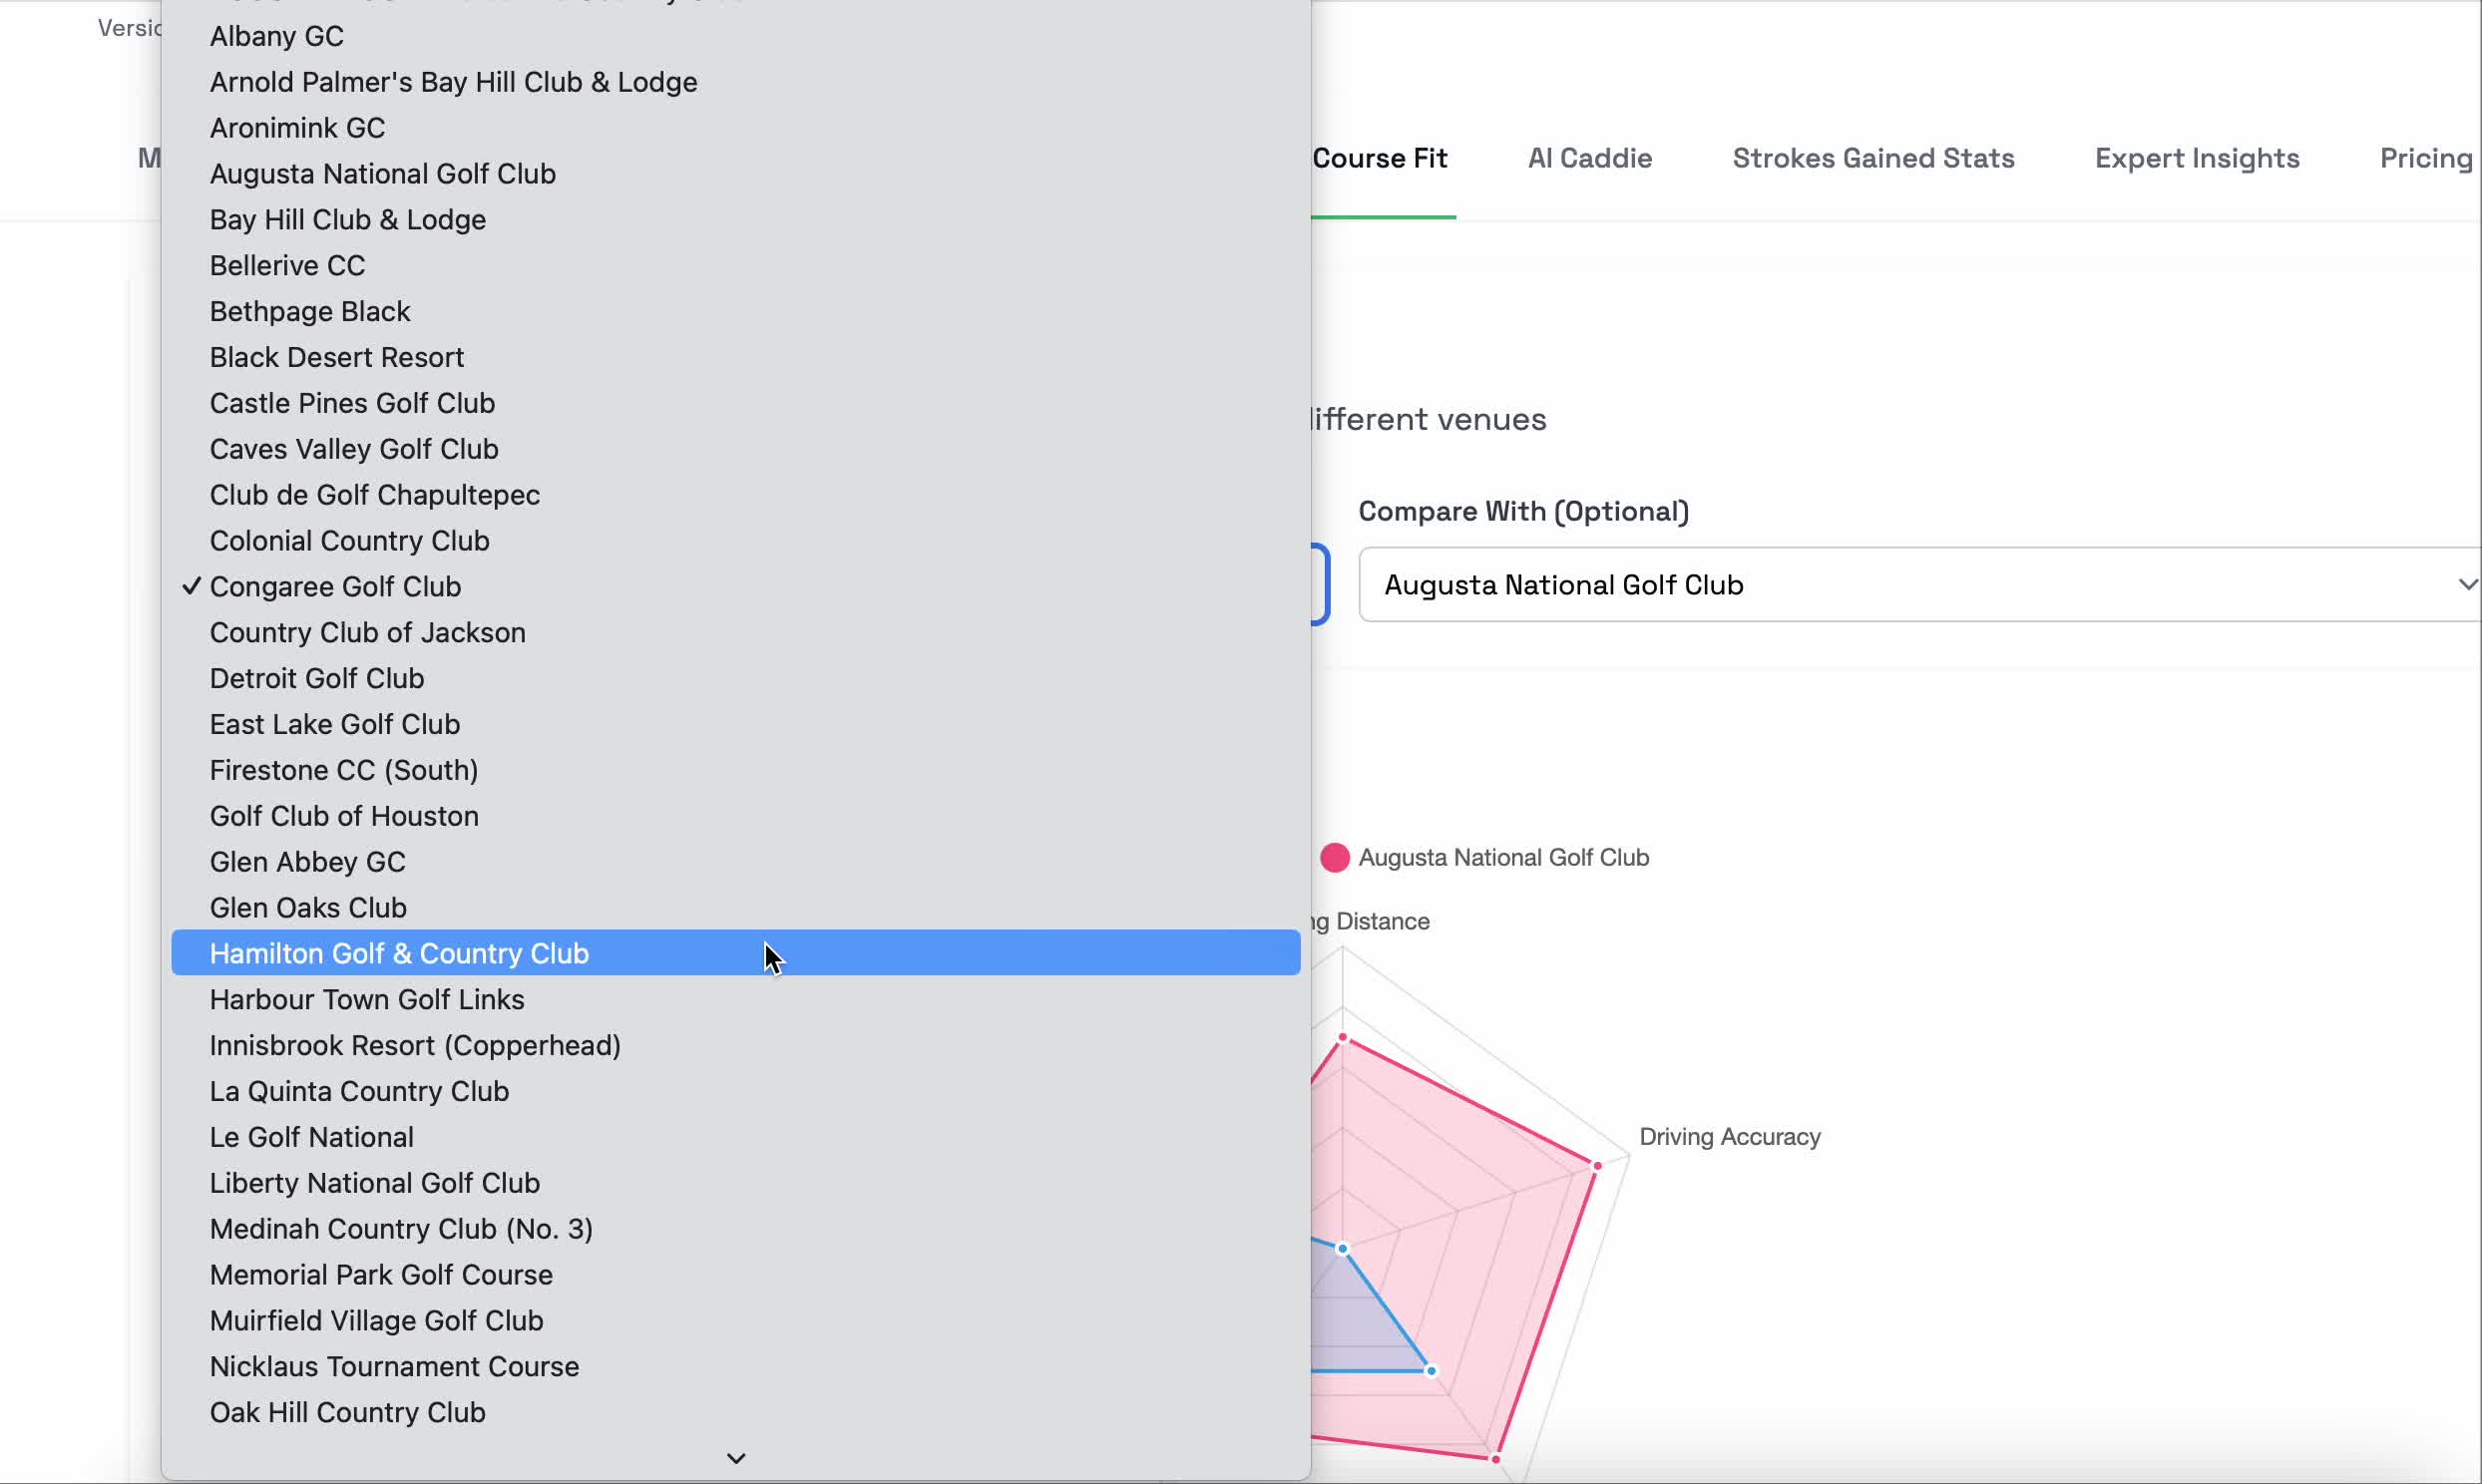 Albany GC
Arnold Palmer's Bay Hill Club & Lodge
Aronimink GC
Augusta National Golf Club
Bay Hill Club & Lodge
Bellerive CC
Bethpage Black
Black Desert Resort
Castle Pines Golf Club
Caves Valley Golf Club
Club de Golf Chapultepec
Colonial Country Club
✓ Congaree Golf Club
Country Club of Jackson
Detroit Golf Club
East Lake Golf Club
Firestone CC (South)
Golf Club of Houston
Glen Abbey GC
Glen Oaks Club
Hamilton Golf & Country Club
Harbour Town Golf Links
Innisbrook Resort (Copperhead)
La Quinta Country Club
Le Golf National
Liberty National Golf Club
Medinah Country Club (No. 3)
Memorial Park Golf Course
Muirfield Village Golf Club
Nicklaus Tournament Course
Oak Hill Country Club
Course Fit
AI Caddie
Strokes Gained Stats
Expert Insights
Pricing
ifferent venues
Compare With (Optional)
Augusta National Golf Club
Augusta National Golf Club
ng Distance
Driving Accuracy